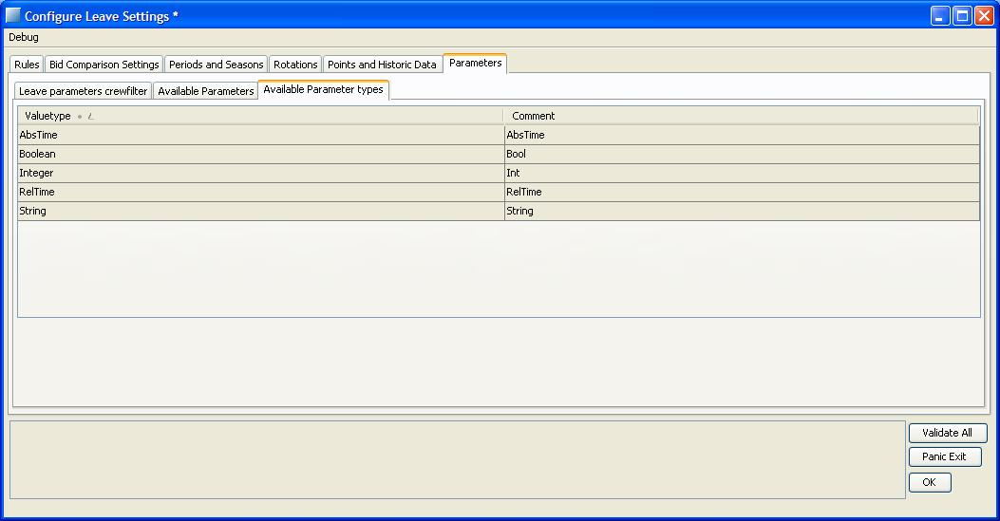 Configure Leave Settings *
Debug
Rules Bid Comparison Settings Periods and Seasons Rotations Points and Historic Data Parameters
Leave parameters crewfilter Available Parameters Available Parameter types
Valuetype Comment
AbsTime AbsTime
Boolean Bool
Integer Int
RelTime RelTime
String String
Validate All
Panic Exit
OK